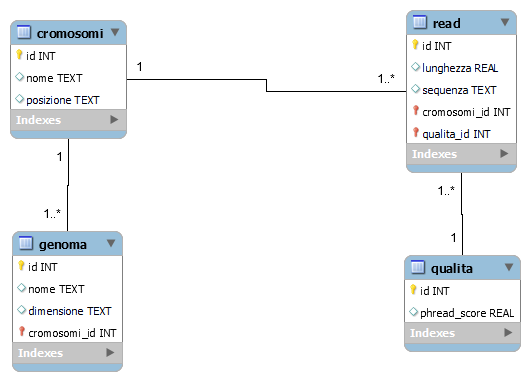 cromosomi
id INT
nome TEXT
posizione TEXT
Indexes
1
1..*
read
id INT
lunghezza REAL
sequenza TEXT
cromosomi_id INT
qualita_id INT
Indexes
1
1..*
genoma
id INT
nome TEXT
dimensione TEXT
cromosomi_id INT
Indexes
1..*
1
qualita
id INT
phread_score REAL
Indexes